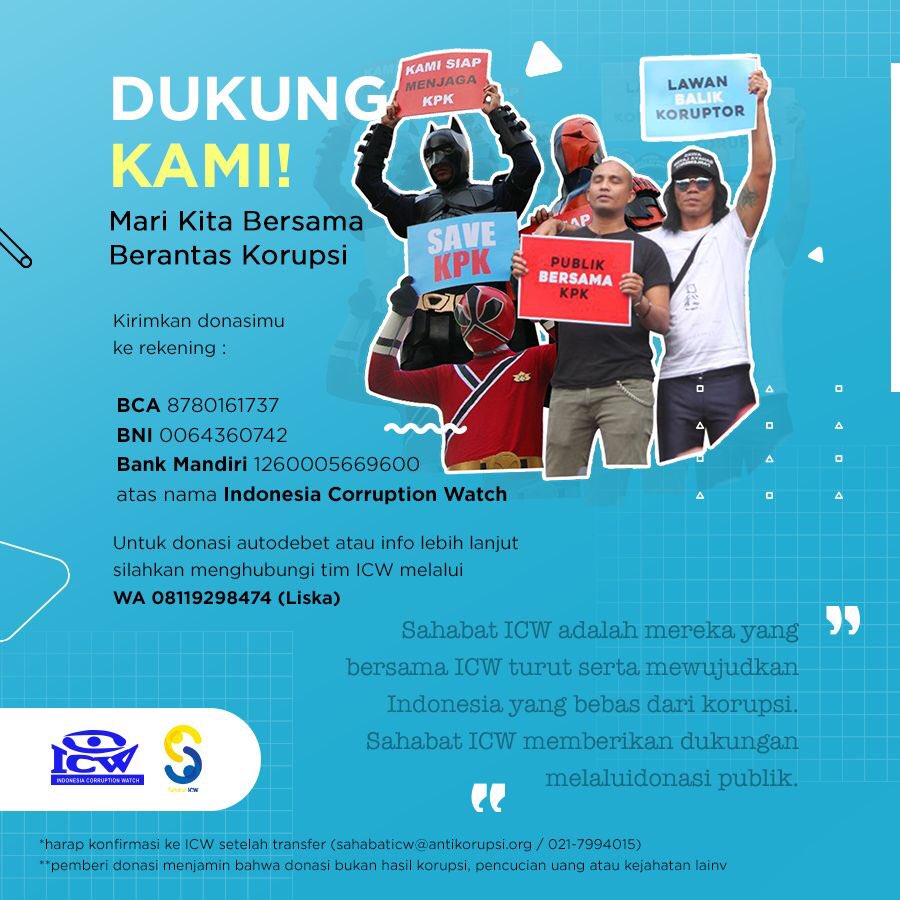 DUKUNG
KAMI!
Mari Kita Bersama
Berantas Korupsi
KAMI SIAP
MENJAGA
KPK
LAWAN
BALIK
KORUPTOR
SAVE
KPK
PUBLIK
BERSAMA
KPK
Kirimkan donasimu
ke rekening :
BCA 8780161737
BNI 0064360742
Bank Mandiri 1260005669600
atas nama Indonesia Corruption Watch
Untuk donasi autodebet atau info lebih lanjut
silahkan menghubungi tim ICW melalui
WA 08119298474 (Liska)
Sahabat ICW adalah mereka yang
bersama ICW turut serta mewujudkan
Indonesia yang bebas dari korupsi.
Sahabat ICW memberikan dukungan
melaluidonasi publik.
ICW
INDONESIA CORRUPTION WATCH
Sahabat ICW
*harap konfirmasi ke ICW setelah transfer (sahabaticw@antikorupsi.org / 021-7994015)
**pemberi donasi menjamin bahwa donasi bukan hasil korupsi, pencucian uang atau kejahatan lainv